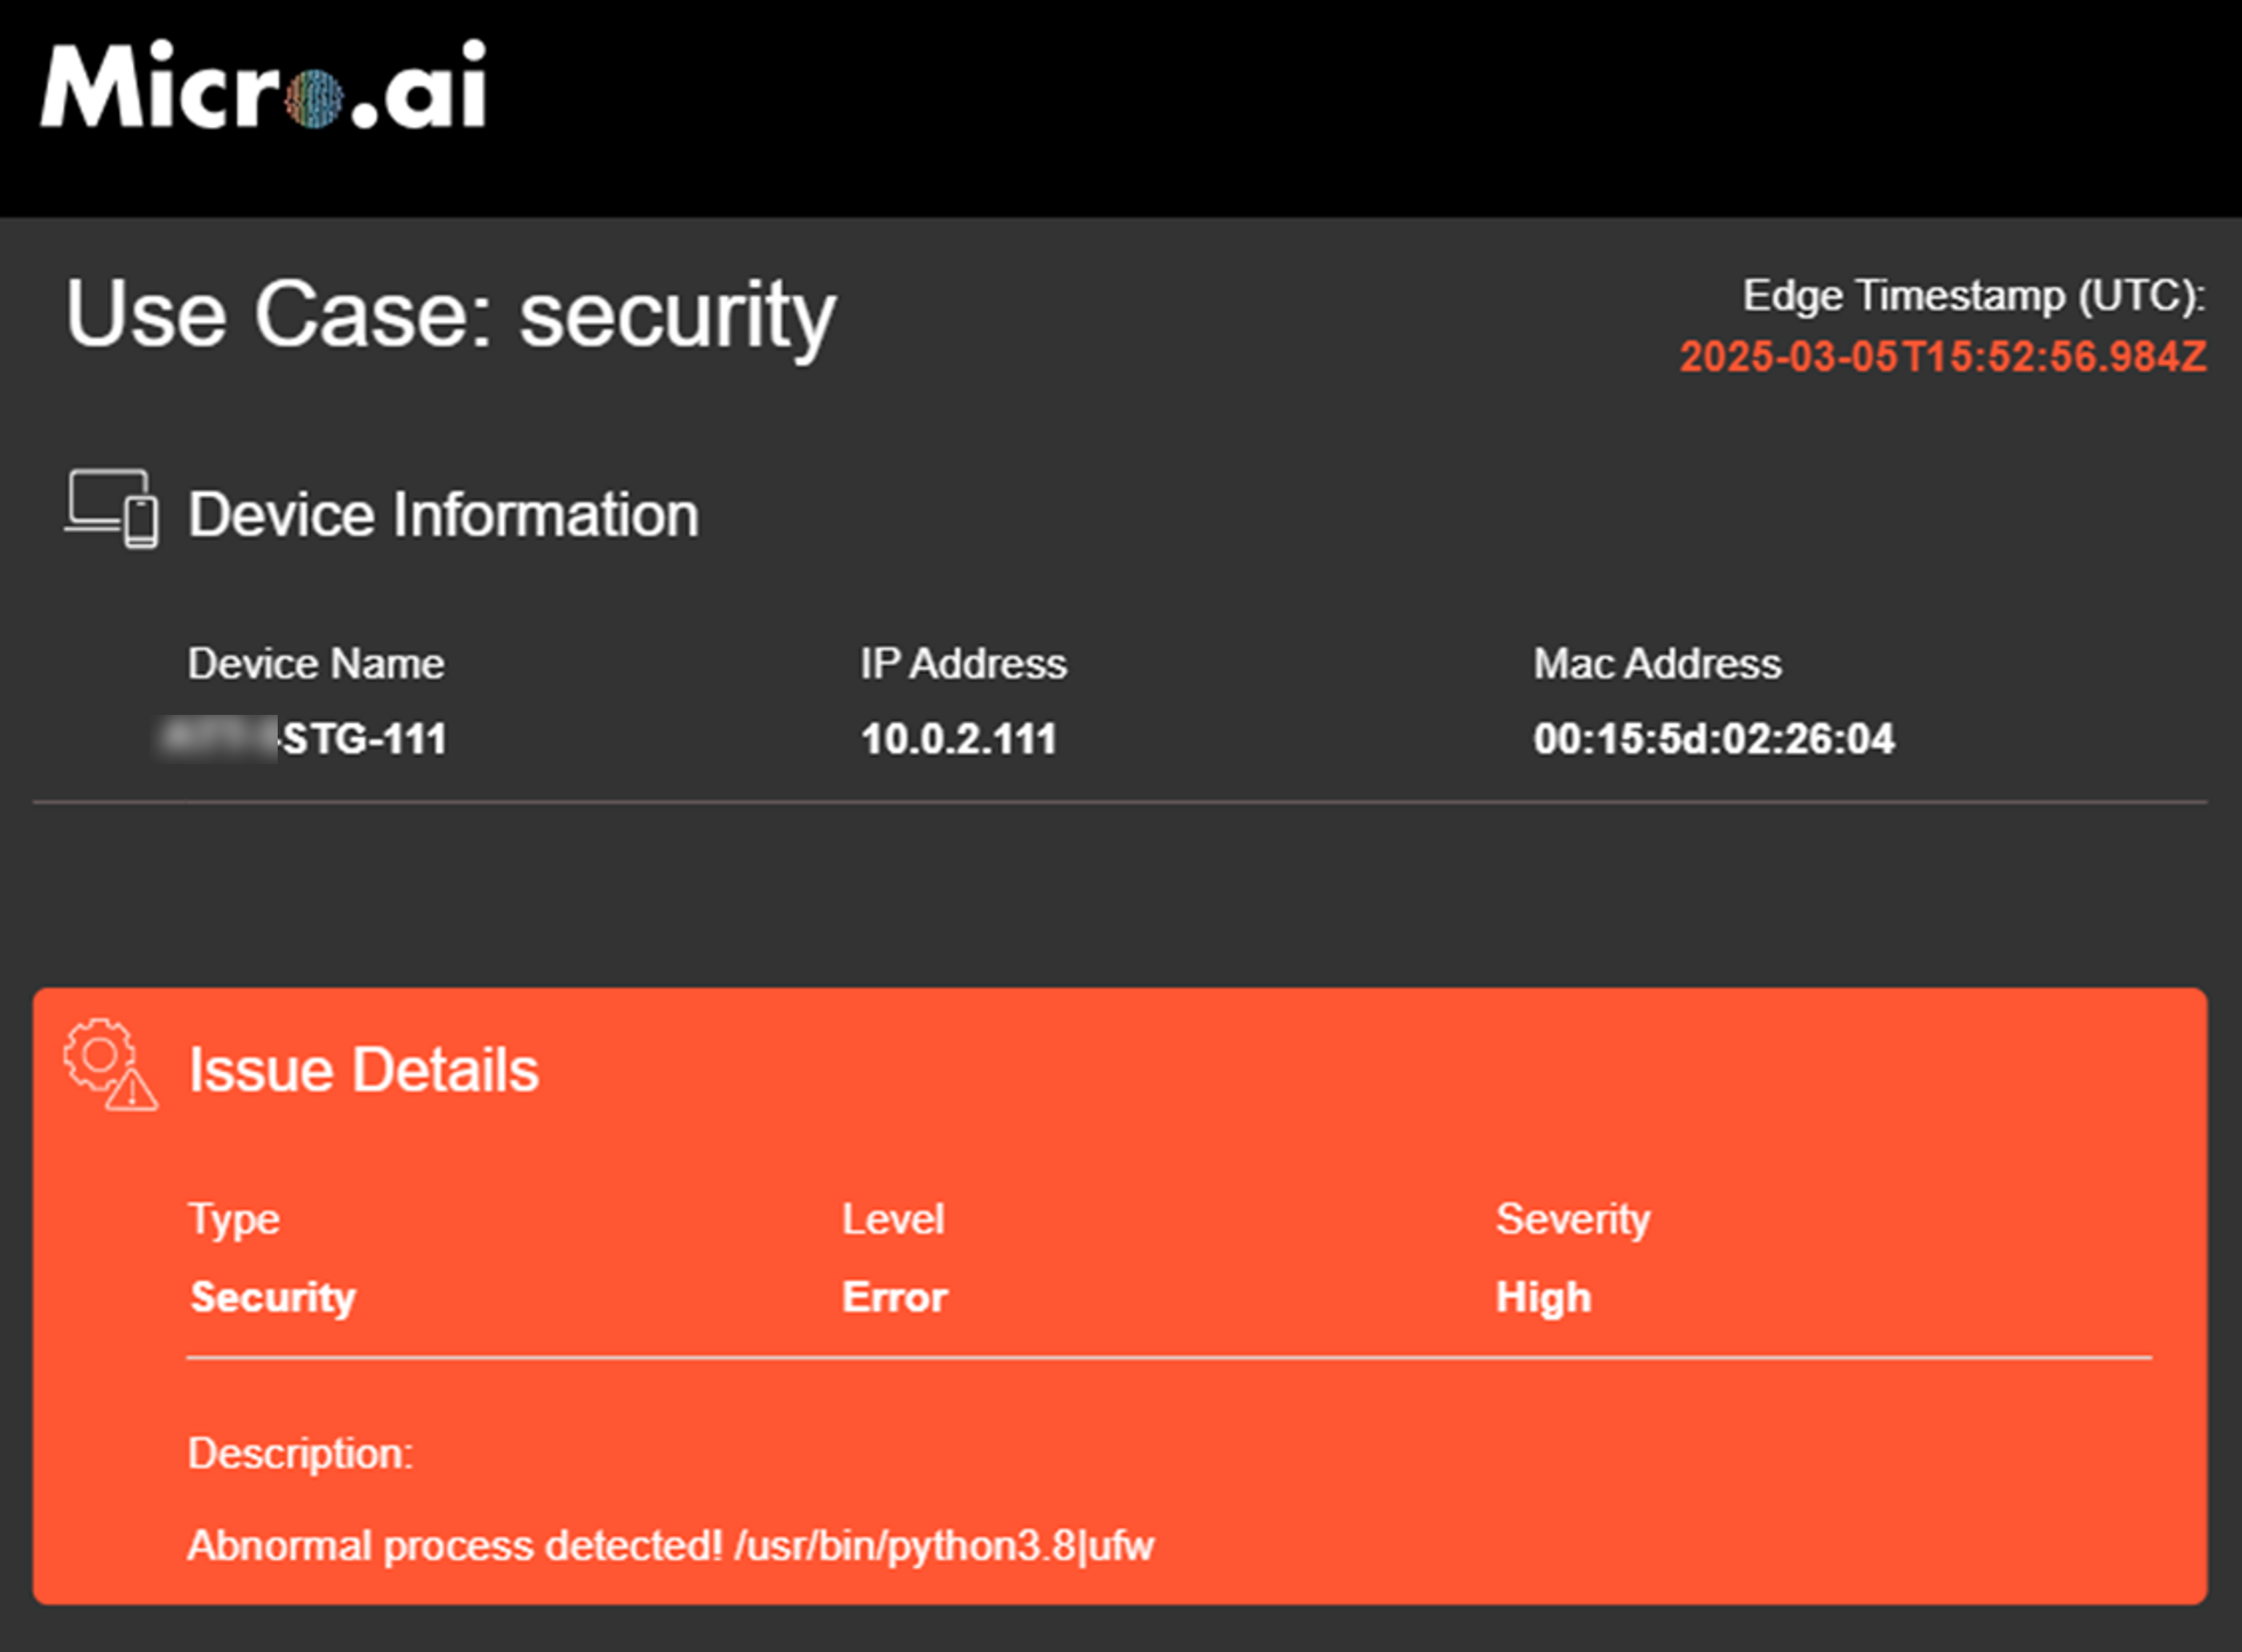 Micro.ai
Use Case: security
Edge Timestamp (UTC):
2025-03-05T15:52:56.984Z
Device Information
Device Name IP Address Mac Address
-STG-111 10.0.2.111 00:15:5d:02:26:04
Issue Details
Type Level Severity
Security Error High
Description:
Abnormal process detected! /usr/bin/python3.8|ufw